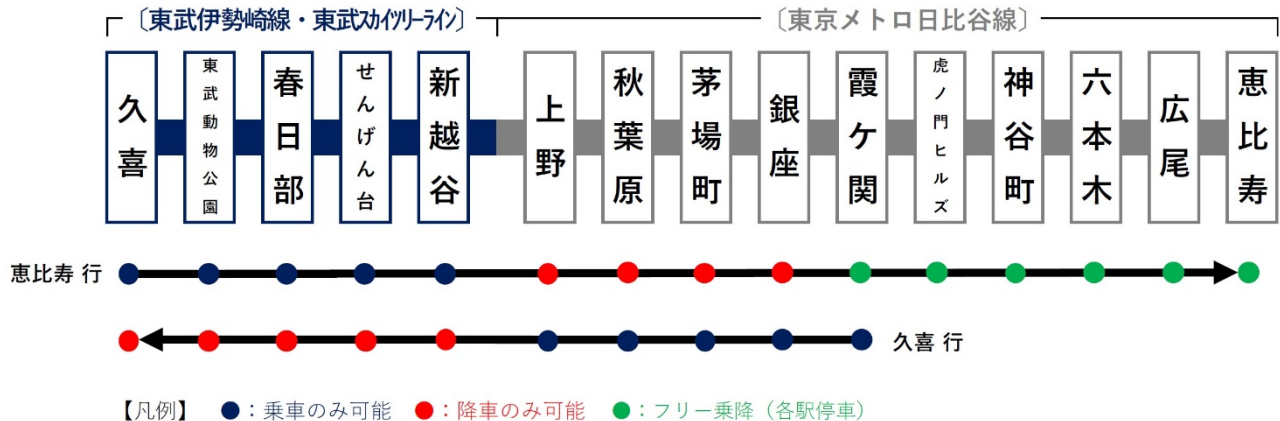 〔東武伊勢崎線・東武スカイツリーライン〕
〔東京メトロ日比谷線〕
久喜
東武動物公園
春日部
せんげん台
新越谷
上野
秋葉原
茅場町
銀座
霞ケ関
虎ノ門ヒルズ
神谷町
六本木
広尾
恵比寿
恵比寿 行
久喜 行
【凡例】 ●：乗車のみ可能 ●：降車のみ可能 ●：フリー乗降（各駅停車）